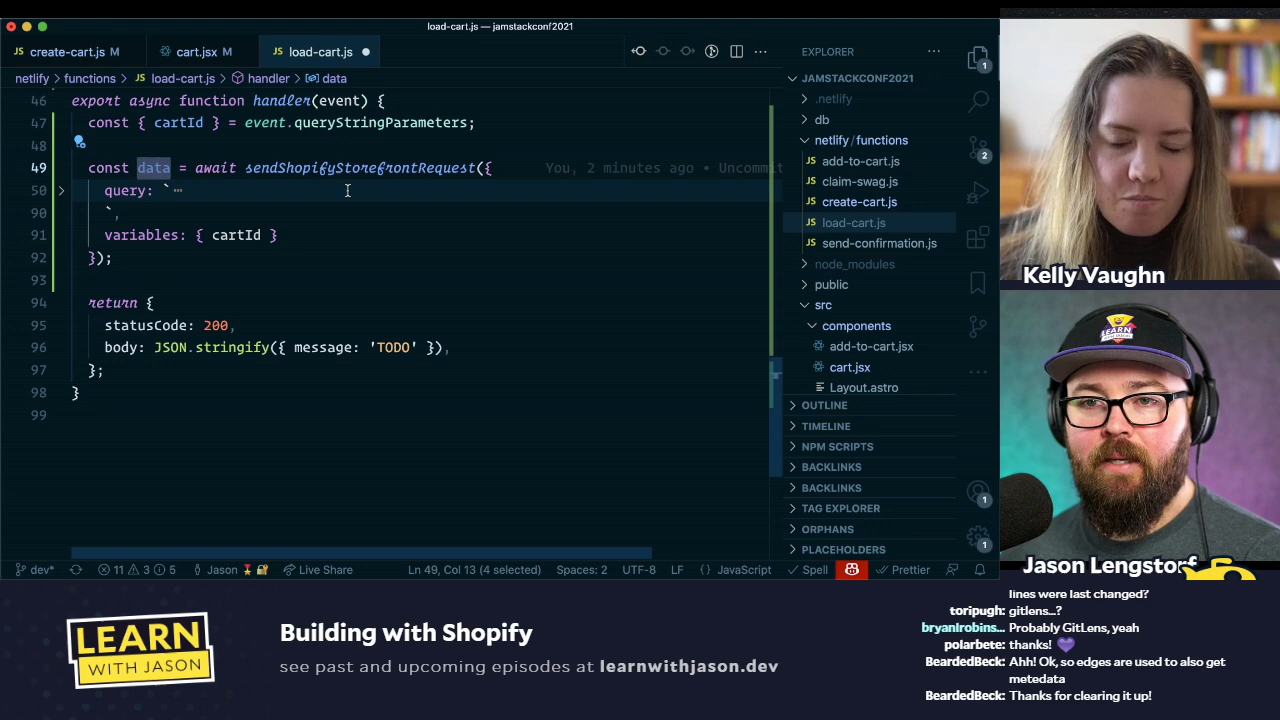 load-cart.js — jamstackconf2021
create-cart.js M
cart.jsx M
load-cart.js
netlify > functions > load-cart.js > handler > data
46 export async function handler(event) {
47 const { cartId } = event.queryStringParameters;
48
49 const data = await sendShopifyStorefrontRequest({ You, 2 minutes ago • Uncommit
50 query: `…
90 `,
91 variables: { cartId }
92 });
93
94 return {
95 statusCode: 200,
96 body: JSON.stringify({ message: 'TODO' }),
97 };
98 }
99
EXPLORER
JAMSTACKCONF2021
.netlify
db
netlify/functions
add-to-cart.js
claim-swag.js
create-cart.js
load-cart.js
send-confirmation.js
node_modules
public
src
components
add-to-cart.jsx
cart.jsx
Layout.astro
OUTLINE
TIMELINE
NPM SCRIPTS
BACKLINKS
BACKLINKS
TAG EXPLORER
ORPHANS
PLACEHOLDERS
1
2
1
1
dev* 11 3 5 Jason Live Share Ln 49, Col 13 (4 selected) Spaces: 2 UTF-8 LF {} JavaScript Spell Prettier
Kelly Vaughn
LEARN
Jason Lengstorf
LEARN
WITH JASON
Building with Shopify
see past and upcoming episodes at learnwithjason.dev
lines were last changed?
toripugh: gitlens...?
bryanlrobins... Probably GitLens, yeah
polarbete: thanks! 💜
BeardedBeck: Ahh! Ok, so edges are used to also get
metedata
BeardedBeck: Thanks for clearing it up!